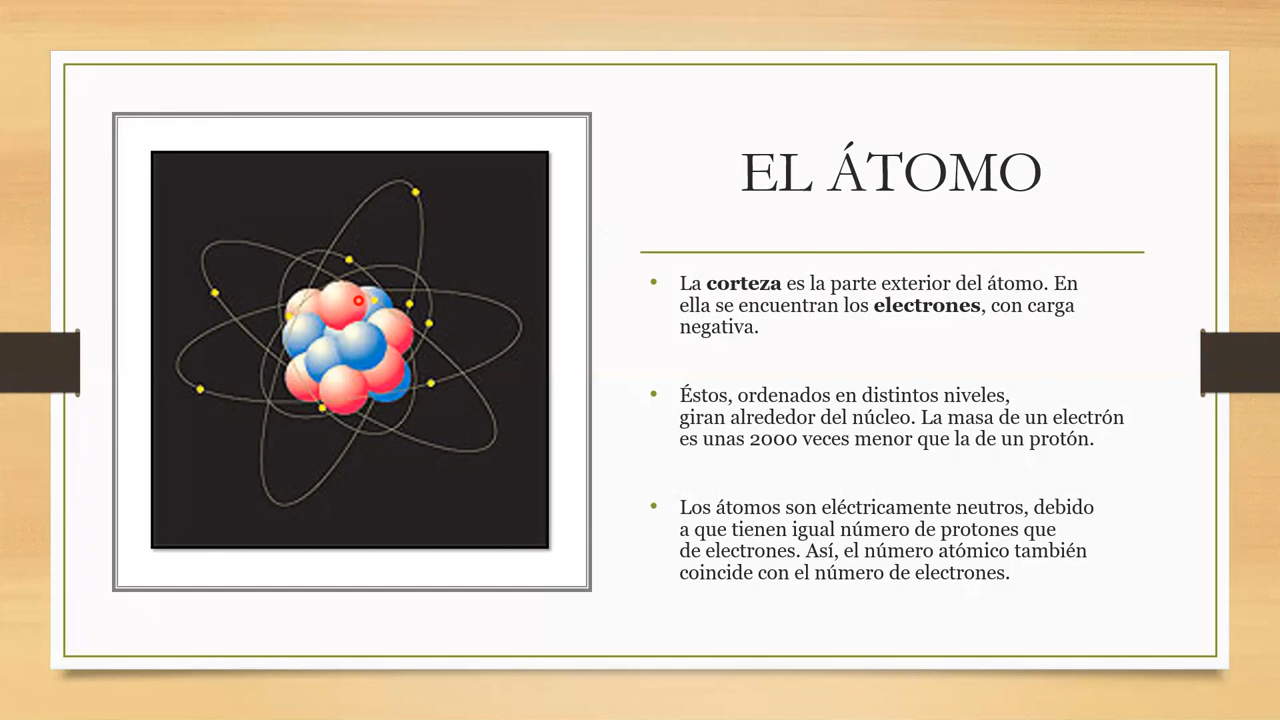 EL ÁTOMO
• La corteza es la parte exterior del átomo. En
ella se encuentran los electrones, con carga
negativa.
• Éstos, ordenados en distintos niveles,
giran alrededor del núcleo. La masa de un electrón
es unas 2000 veces menor que la de un protón.
• Los átomos son eléctricamente neutros, debido
a que tienen igual número de protones que
de electrones. Así, el número atómico también
coincide con el número de electrones.